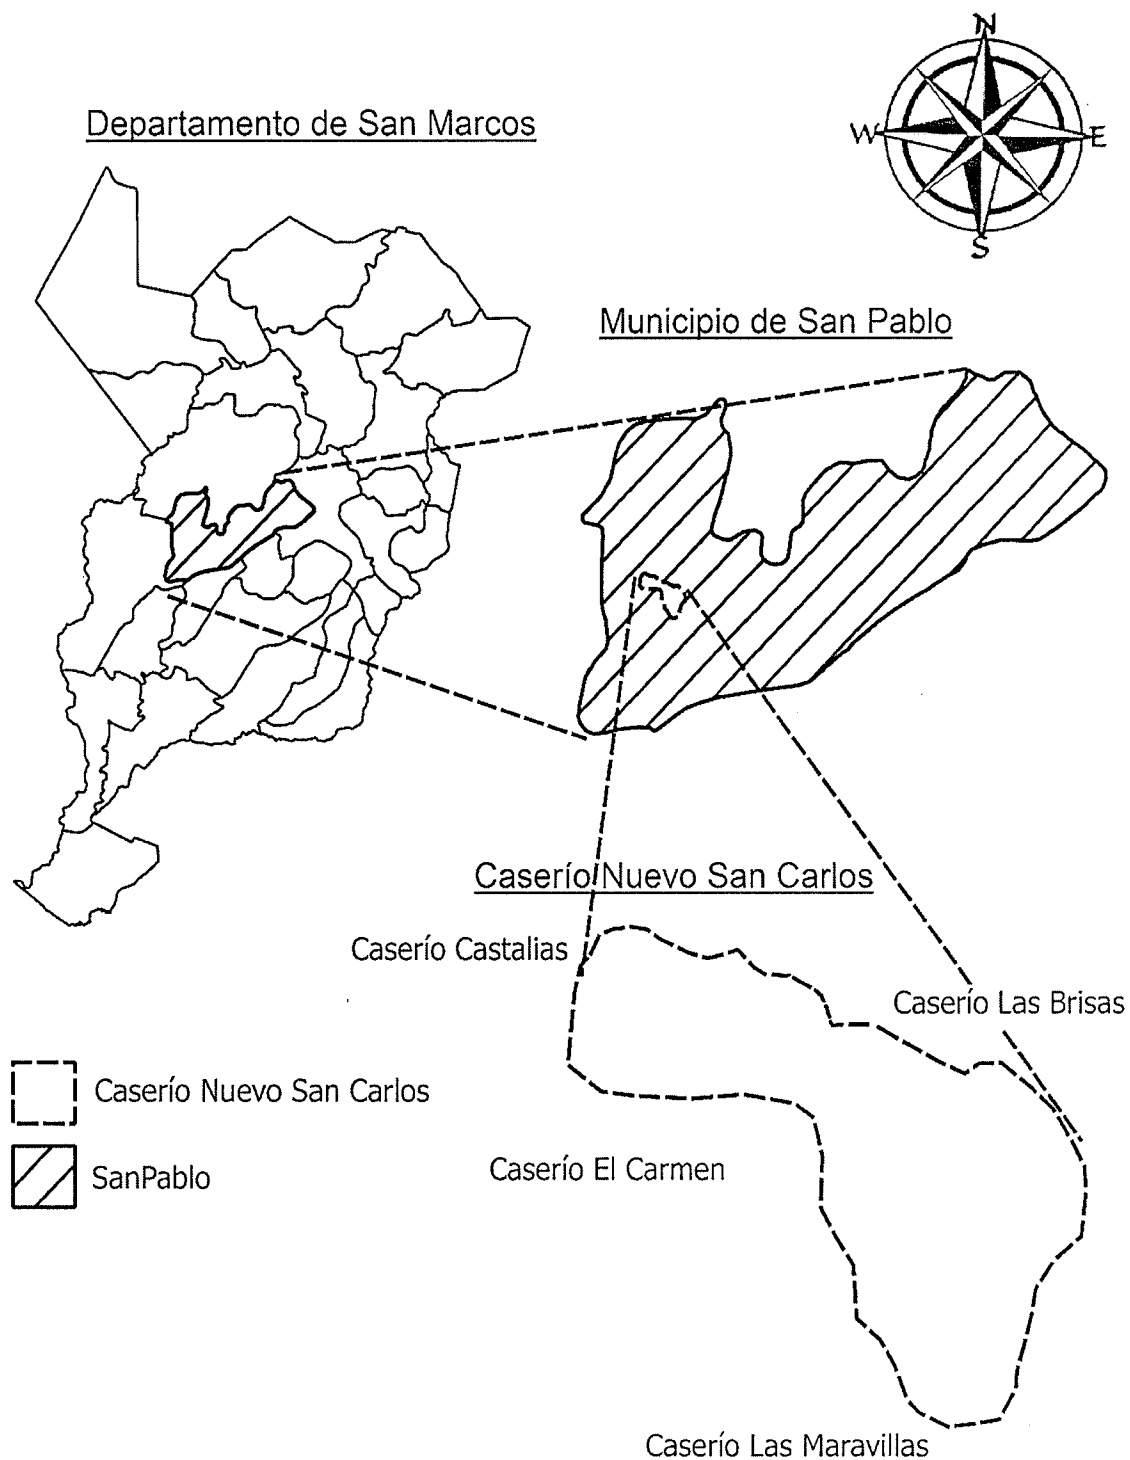 N
W E
S
Departamento de San Marcos
Municipio de San Pablo
Caserío Nuevo San Carlos
Caserío Castalias
Caserío Las Brisas
Caserío Nuevo San Carlos
Caserío El Carmen
SanPablo
Caserío Las Maravillas